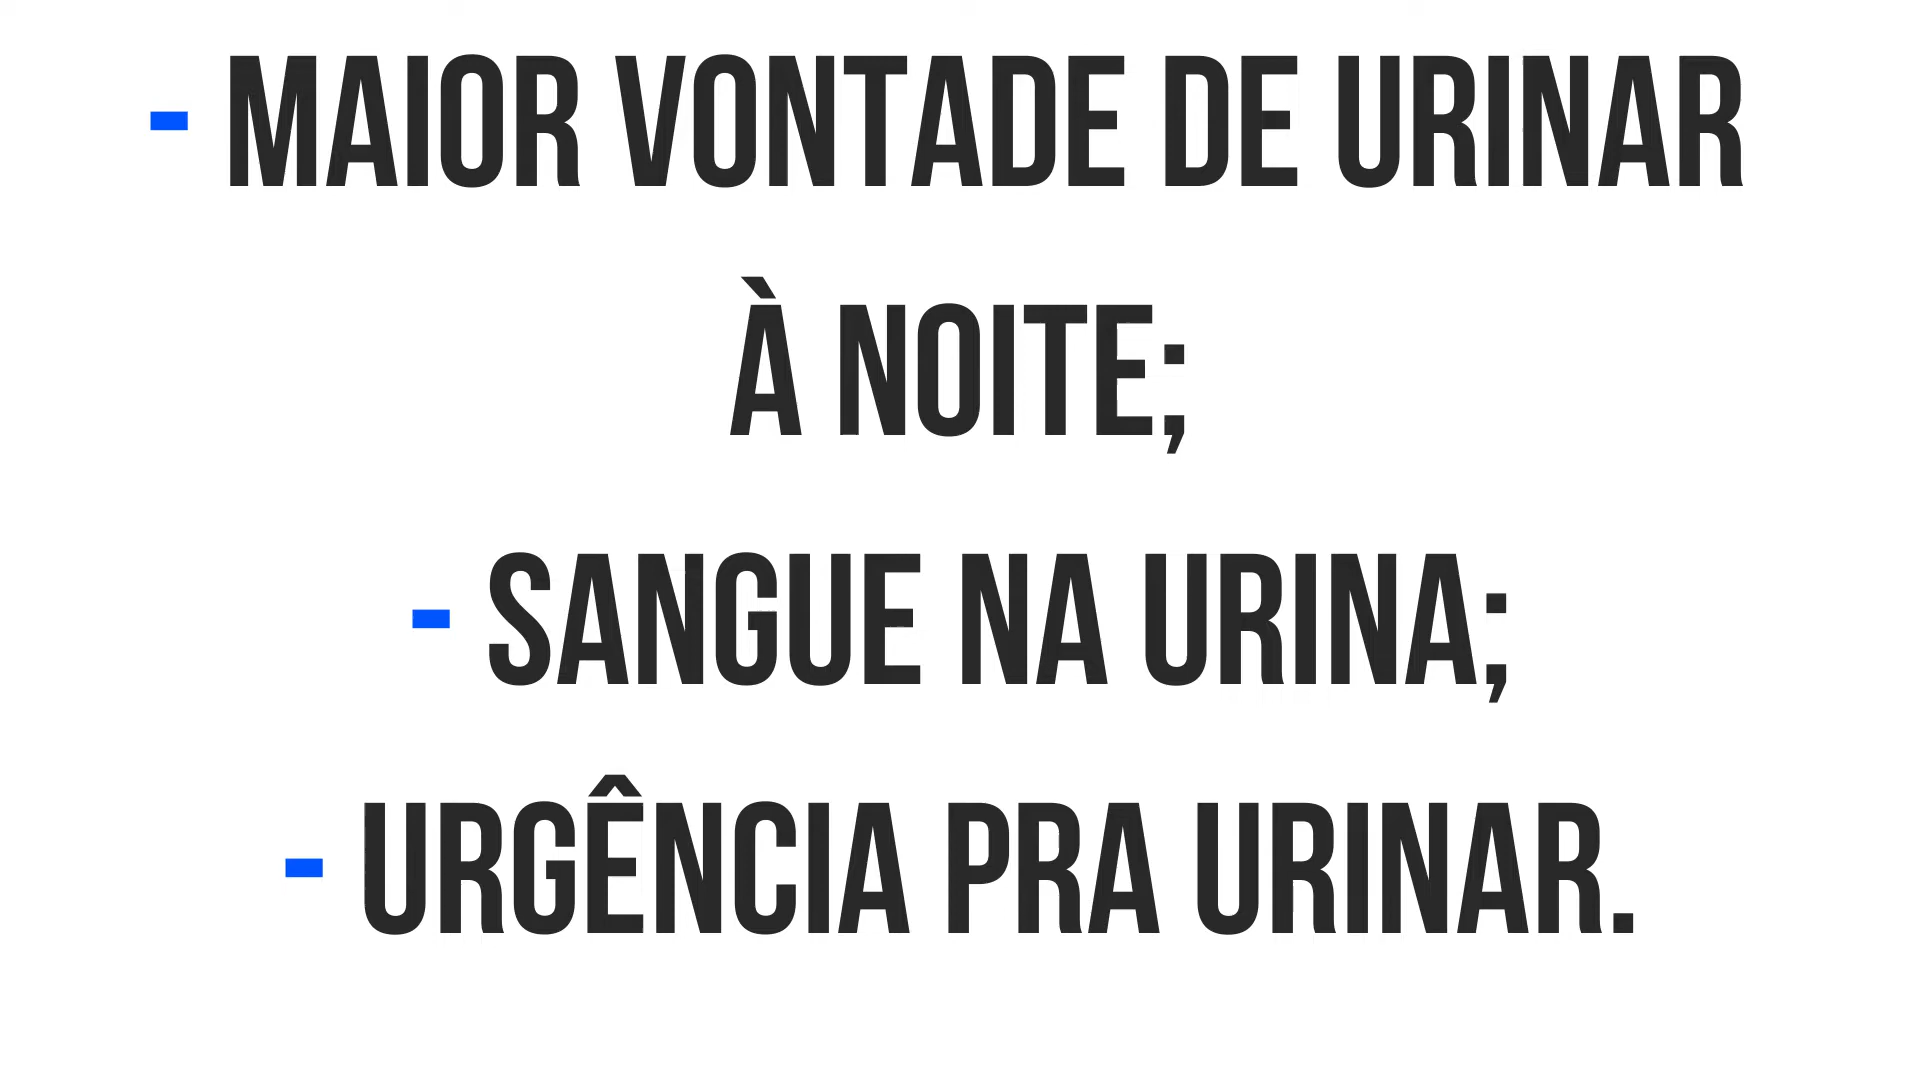 - MAIOR VONTADE DE URINAR
À NOITE;
- SANGUE NA URINA;
- URGÊNCIA PRA URINAR.